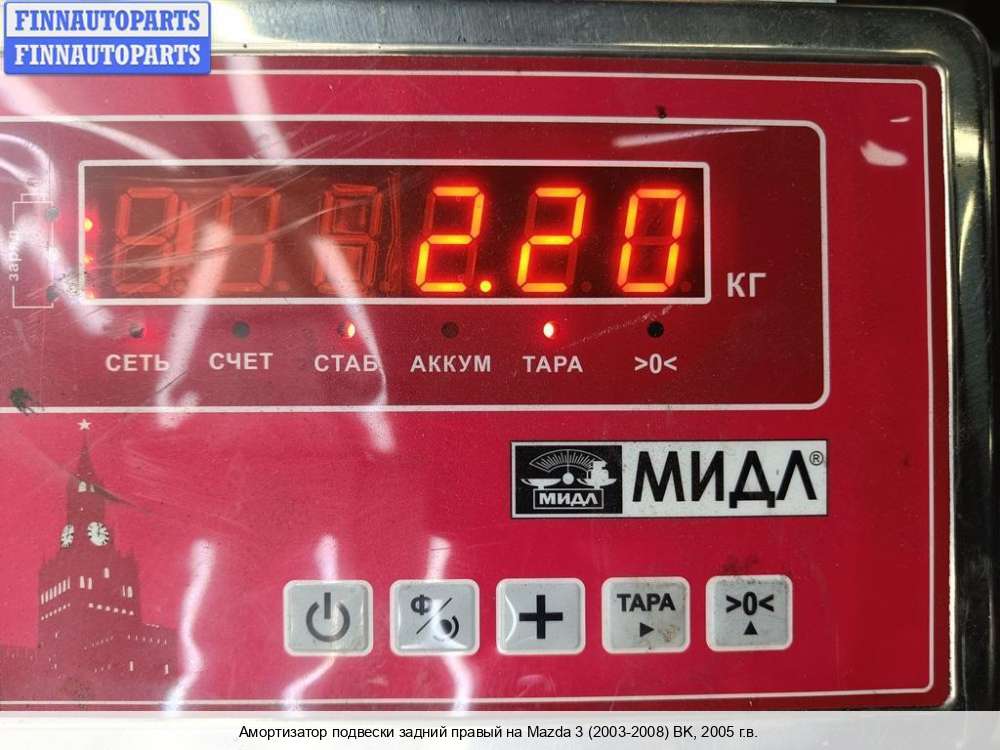 FINNAUTOPARTS
FINNAUTOPARTS
заряд
2.20
КГ
СЕТЬ СЧЕТ СТАБ АККУМ ТАРА >0<
МИДЛ МИДЛ®
Ф/ + ТАРА >0<
Амортизатор подвески задний правый на Mazda 3 (2003-2008) BK, 2005 г.в.